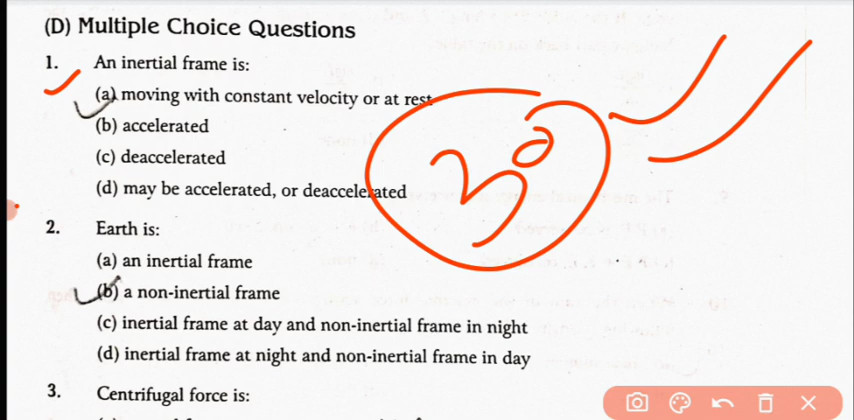 (D) Multiple Choice Questions
1. An inertial frame is:
(a) moving with constant velocity or at rest
(b) accelerated
(c) deaccelerated
(d) may be accelerated, or deaccelerated
30
2. Earth is:
(a) an inertial frame
(b) a non-inertial frame
(c) inertial frame at day and non-inertial frame in night
(d) inertial frame at night and non-inertial frame in day
3. Centrifugal force is: